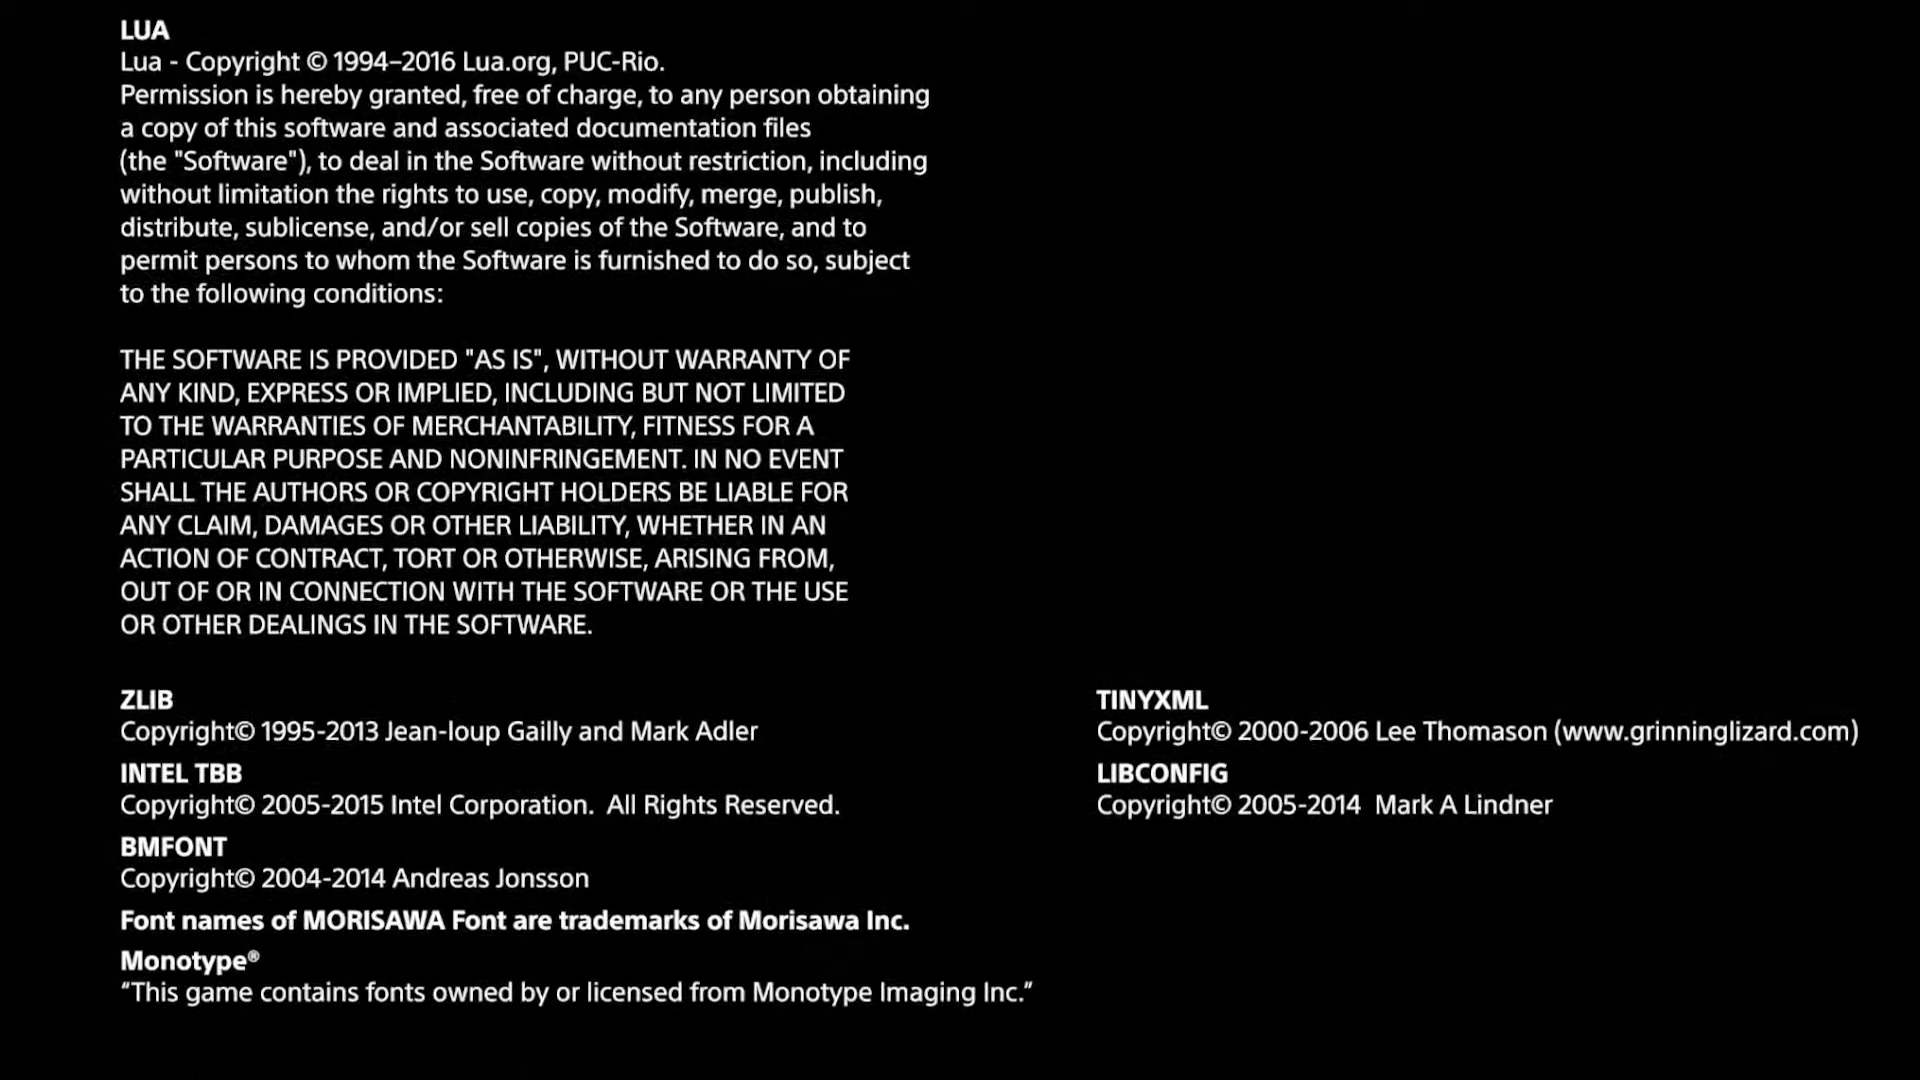 LUA
Lua - Copyright © 1994–2016 Lua.org, PUC-Rio.
Permission is hereby granted, free of charge, to any person obtaining
a copy of this software and associated documentation files
(the "Software"), to deal in the Software without restriction, including
without limitation the rights to use, copy, modify, merge, publish,
distribute, sublicense, and/or sell copies of the Software, and to
permit persons to whom the Software is furnished to do so, subject
to the following conditions:
THE SOFTWARE IS PROVIDED "AS IS", WITHOUT WARRANTY OF
ANY KIND, EXPRESS OR IMPLIED, INCLUDING BUT NOT LIMITED
TO THE WARRANTIES OF MERCHANTABILITY, FITNESS FOR A
PARTICULAR PURPOSE AND NONINFRINGEMENT. IN NO EVENT
SHALL THE AUTHORS OR COPYRIGHT HOLDERS BE LIABLE FOR
ANY CLAIM, DAMAGES OR OTHER LIABILITY, WHETHER IN AN
ACTION OF CONTRACT, TORT OR OTHERWISE, ARISING FROM,
OUT OF OR IN CONNECTION WITH THE SOFTWARE OR THE USE
OR OTHER DEALINGS IN THE SOFTWARE.
ZLIB
Copyright© 1995-2013 Jean-loup Gailly and Mark Adler
INTEL TBB
Copyright© 2005-2015 Intel Corporation.  All Rights Reserved.
BMFONT
Copyright© 2004-2014 Andreas Jonsson
Font names of MORISAWA Font are trademarks of Morisawa Inc.
Monotype®
“This game contains fonts owned by or licensed from Monotype Imaging Inc.”
TINYXML
Copyright© 2000-2006 Lee Thomason (www.grinninglizard.com)
LIBCONFIG
Copyright© 2005-2014  Mark A Lindner